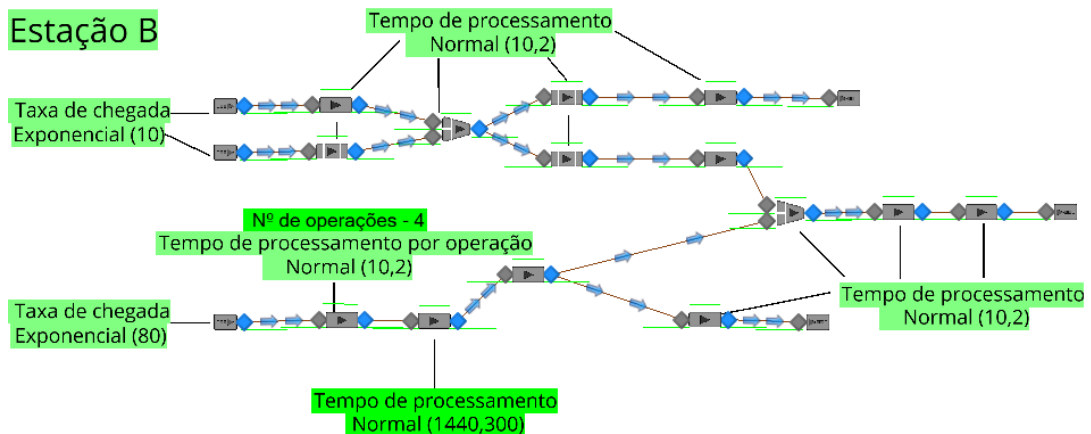 Estação B
Tempo de processamento
Normal (10,2)
Taxa de chegada
Exponencial (10)
Nº de operações - 4
Tempo de processamento por operação
Normal (10,2)
Taxa de chegada
Exponencial (80)
Tempo de processamento
Normal (10,2)
Tempo de processamento
Normal (1440,300)